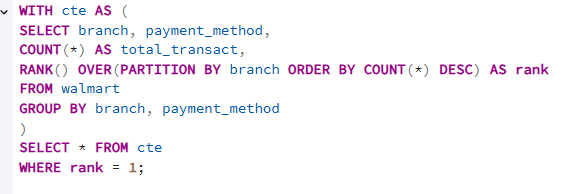 WITH cte AS (
SELECT branch, payment_method,
COUNT(*) AS total_transact,
RANK() OVER(PARTITION BY branch ORDER BY COUNT(*) DESC) AS rank
FROM walmart
GROUP BY branch, payment_method
)
SELECT * FROM cte
WHERE rank = 1;